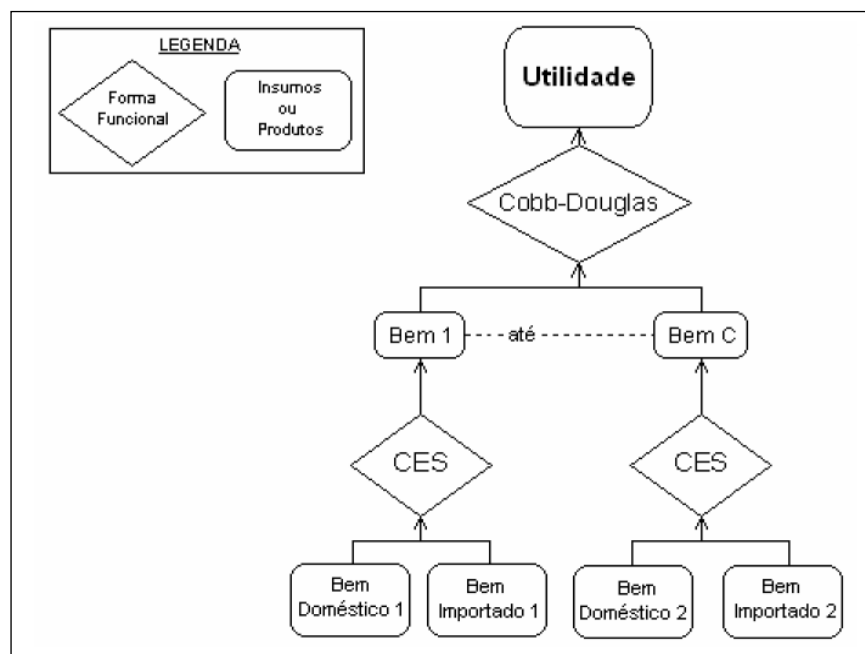 LEGENDA
Forma
Funcional
Insumos
ou
Produtos
Utilidade
Cobb-Douglas
Bem 1
até
Bem C
CES
CES
Bem
Doméstico 1
Bem
Importado 1
Bem
Doméstico 2
Bem
Importado 2